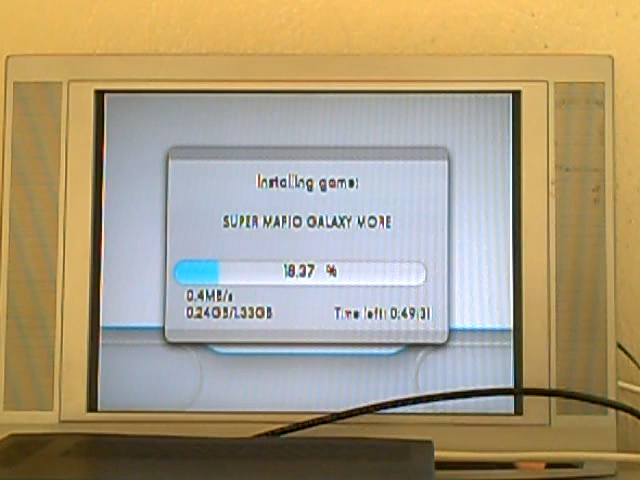 Installing game:
SUPER MARIO GALAXY MORE
18.37 %
0.4MB/s
0.24GB/1.33GB
Time left: 0:49:31